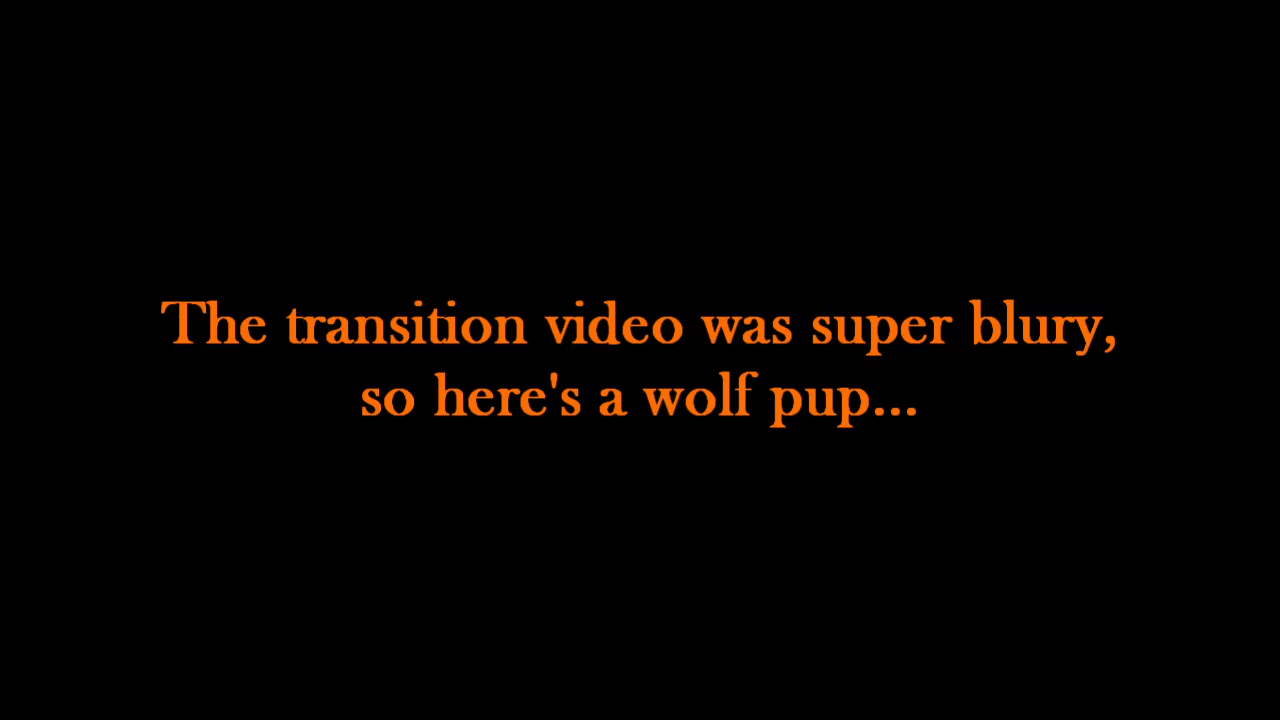 The transition video was super blury,
so here's a wolf pup...